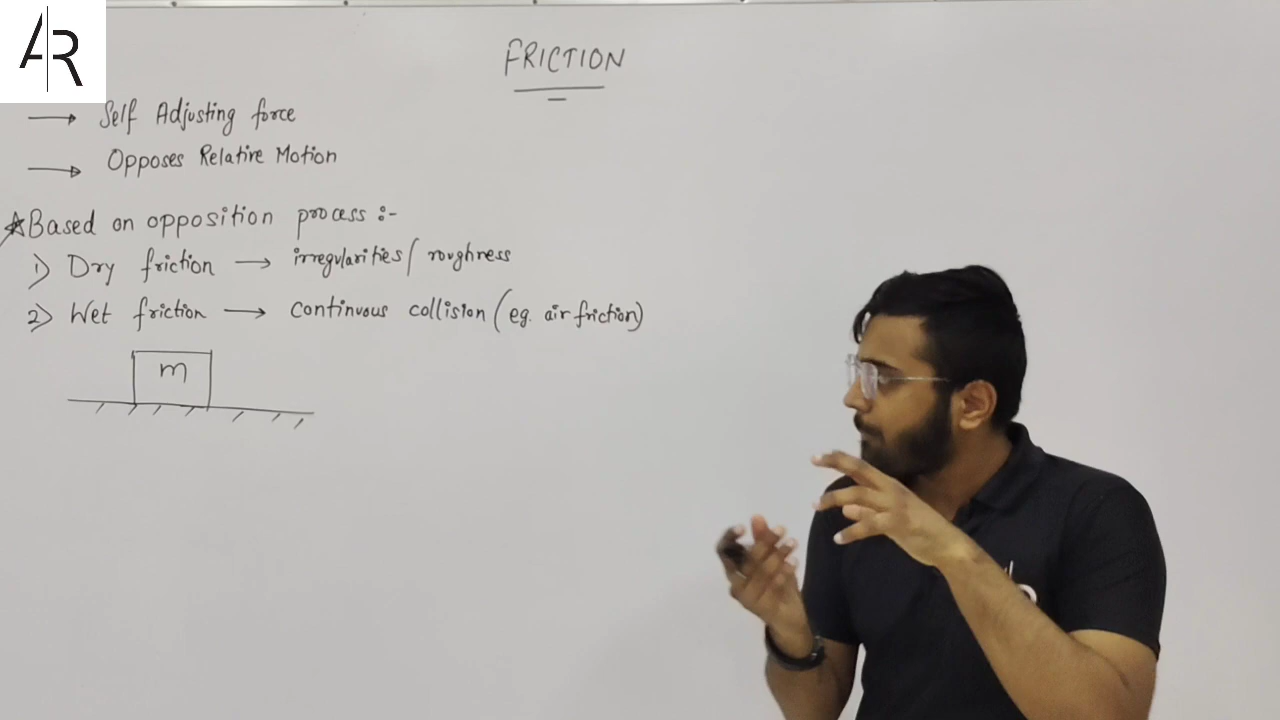 AR
FRICTION
→ Self Adjusting force
→ Opposes Relative Motion
☆ Based on opposition process :-
1) Dry friction → irregularities/roughness
2) Wet friction → continuous collision (eg. air friction)
m